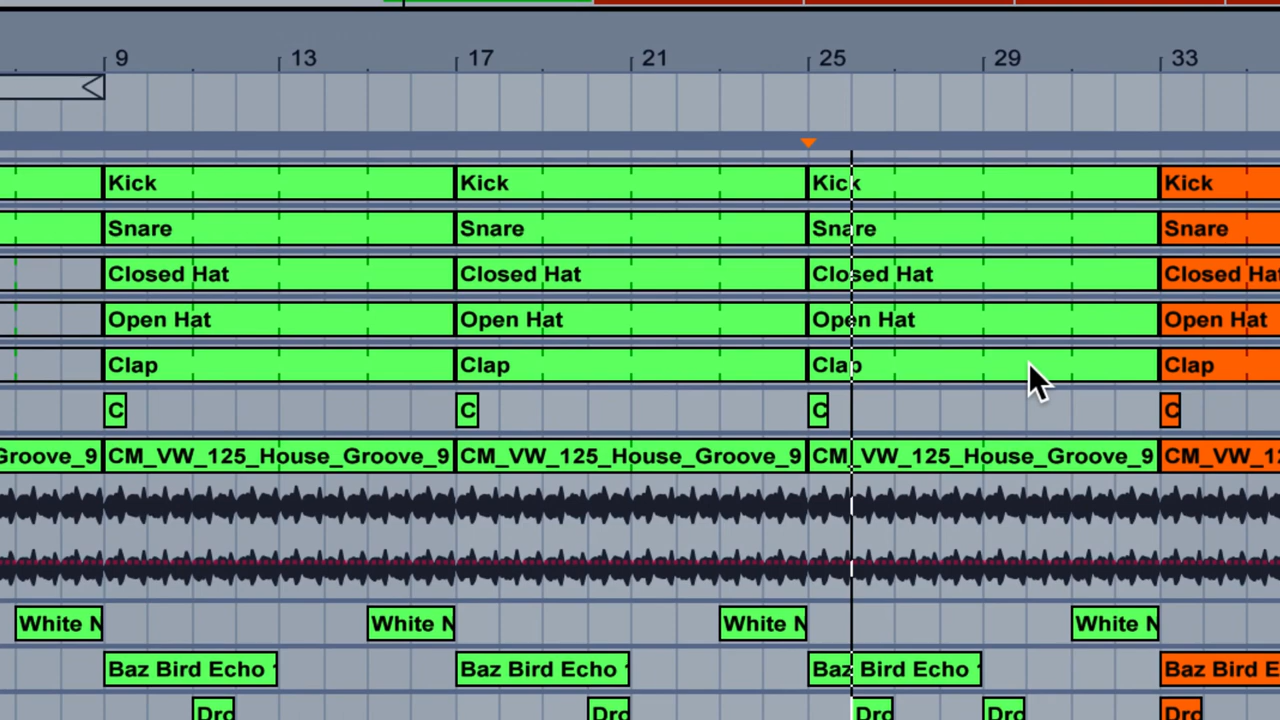 9 13 17 21 25 29 33
Kick Kick Kick Kick
Snare Snare Snare Snare
Closed Hat Closed Hat Closed Hat Closed Hat
Open Hat Open Hat Open Hat Open Hat
Clap Clap Clap Clap
C C C C
Groove_9 CM_VW_125_House_Groove_9 CM_VW_125_House_Groove_9 CM_VW_125_House_Groove_9 CM_VW_12
White N White N White N White N
Baz Bird Echo Baz Bird Echo Baz Bird Echo Baz Bird E
Dro Dro Dro Dro Dro